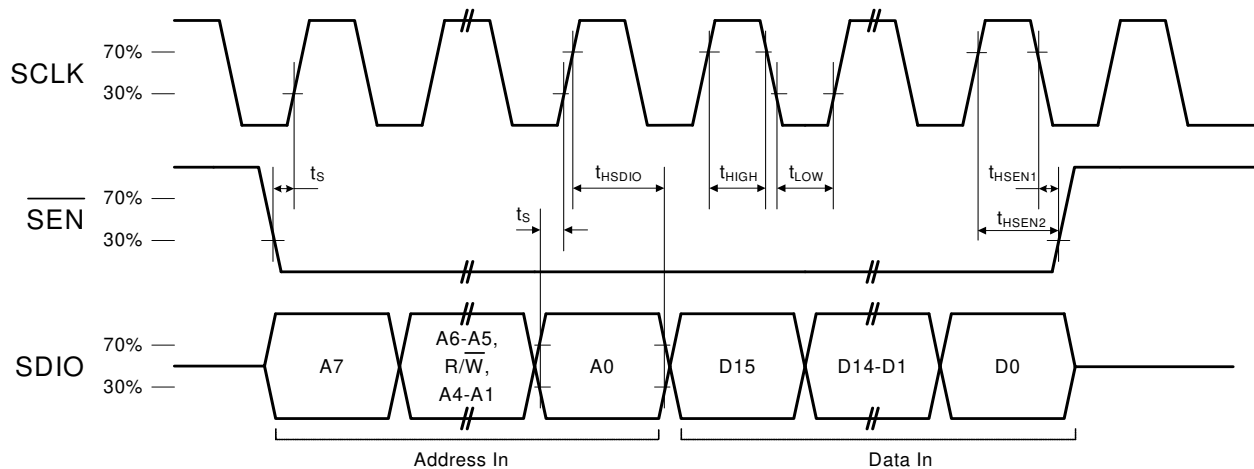 SCLK
70%
30%
SEN
70%
30%
tS
tS
tHSDIO
tHIGH
tLOW
tHSEN1
tHSEN2
SDIO
70%
30%
A7
A6-A5,
R/W,
A4-A1
A0
D15
D14-D1
D0
Address In
Data In